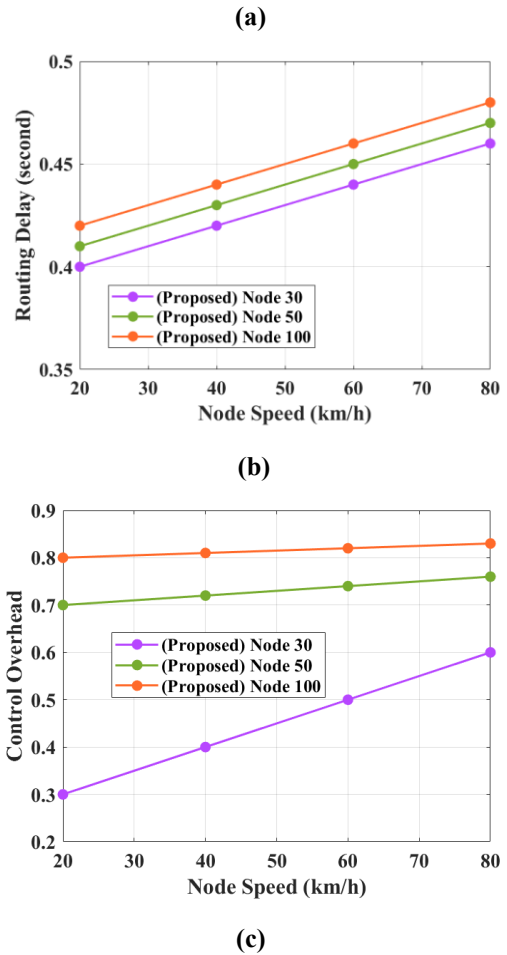 (a)
0.5
0.45
0.4
0.35
Routing Delay (second)
(Proposed) Node 30
(Proposed) Node 50
(Proposed) Node 100
20 30 40 50 60 70 80
Node Speed (km/h)
(b)
0.9
0.8
0.7
0.6
0.5
0.4
0.3
0.2
Control Overhead
(Proposed) Node 30
(Proposed) Node 50
(Proposed) Node 100
20 30 40 50 60 70 80
Node Speed (km/h)
(c)